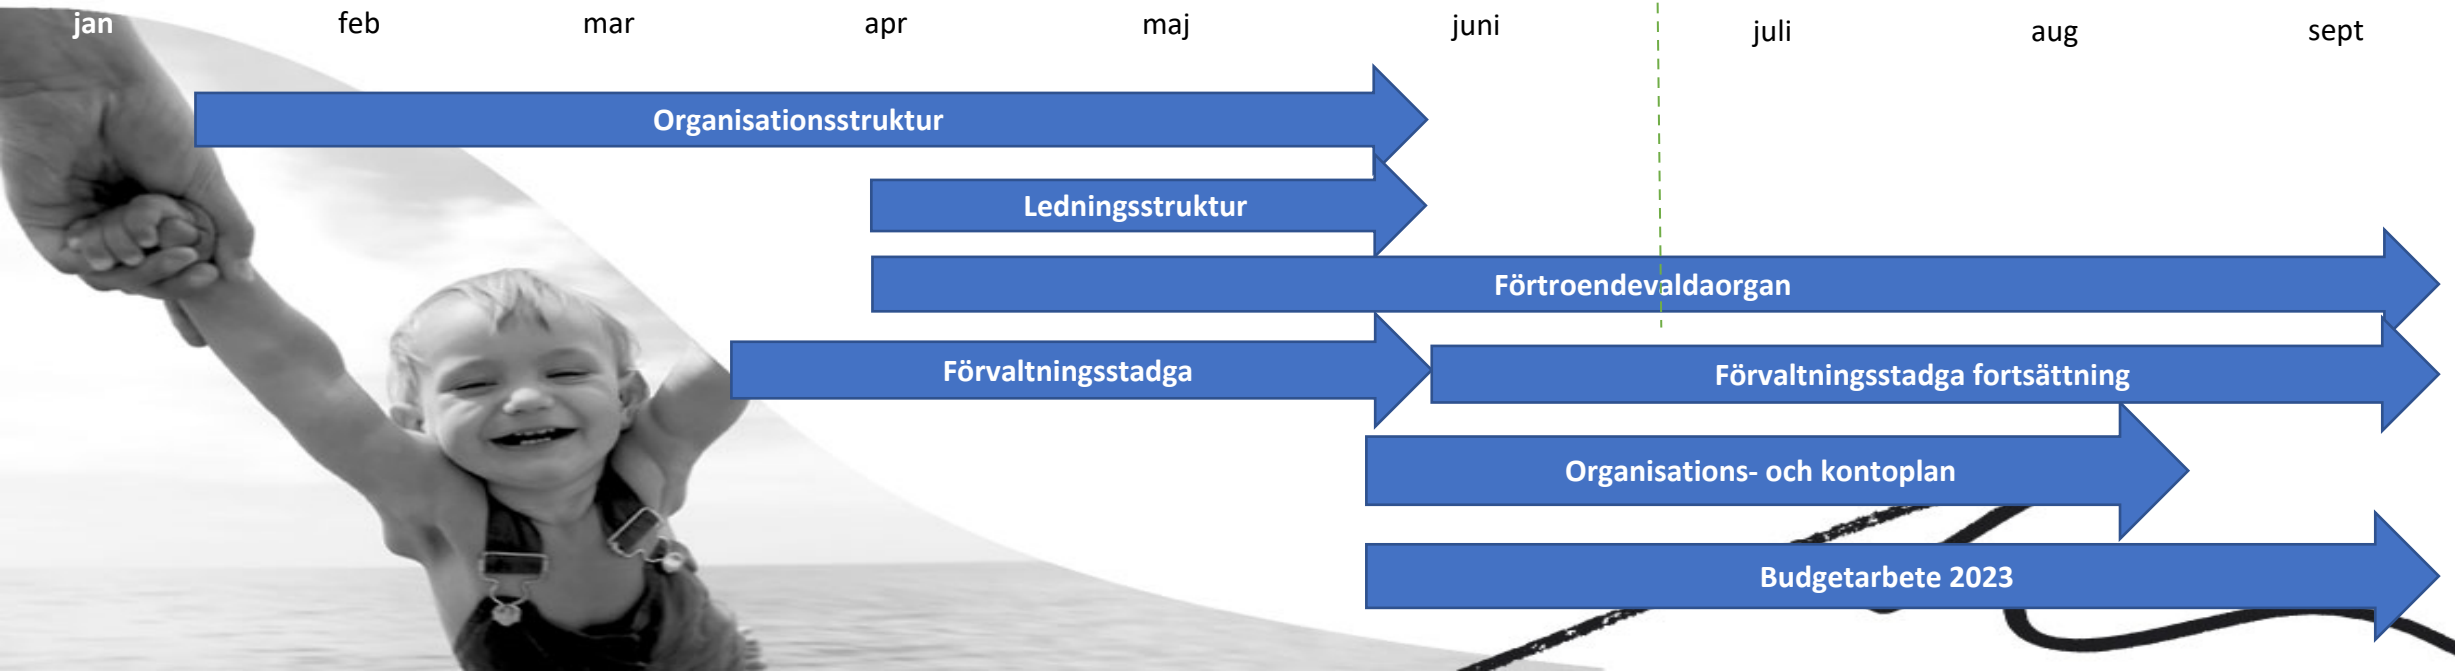 jan feb mar apr maj juni juli aug sept
Organisationsstruktur
Ledningsstruktur
Förtroendevaldaorgan
Förvaltningsstadga
Förvaltningsstadga fortsättning
Organisations- och kontoplan
Budgetarbete 2023